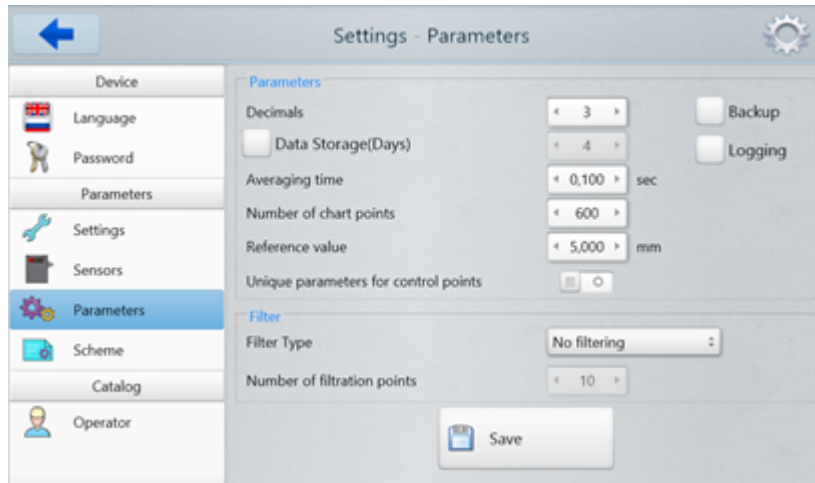 Settings - Parameters
Device
Language
Password
Parameters
Settings
Sensors
Parameters
Scheme
Catalog
Operator
Parameters
Decimals 3 Backup
Data Storage(Days) 4 Logging
Averaging time 0,100 sec
Number of chart points 600
Reference value 5,000 mm
Unique parameters for control points O
Filter
Filter Type No filtering
Number of filtration points 10
Save